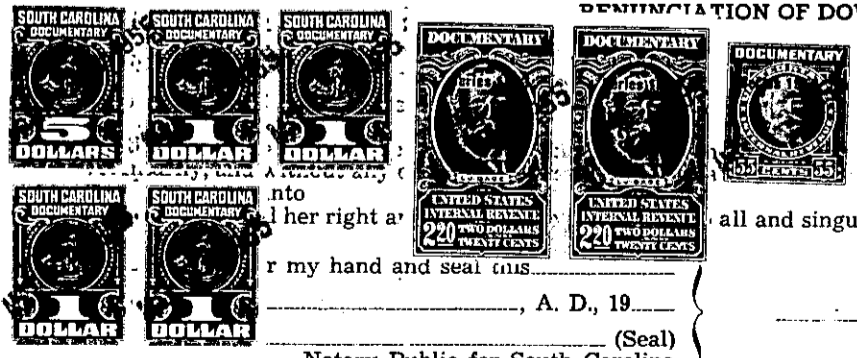 RENUNCIATION OF DO
SOUTH CAROLINA
DOCUMENTARY
5
DOLLARS
SOUTH CAROLINA
DOCUMENTARY
1
DOLLAR
SOUTH CAROLINA
DOCUMENTARY
1
DOLLAR
DOCUMENTARY
UNITED STATES
INTERNAL REVENUE
2 20 TWO DOLLARS
TWENTY CENTS
DOCUMENTARY
UNITED STATES
INTERNAL REVENUE
2 20 TWO DOLLARS
TWENTY CENTS
DOCUMENTARY
55 CENTS 55
SOUTH CAROLINA
DOCUMENTARY
1
DOLLAR
SOUTH CAROLINA
DOCUMENTARY
1
DOLLAR
without any
nto
her right a
all and singu
r my hand and seal this
, A. D., 19
(Seal)
Notary Public for South Carolina